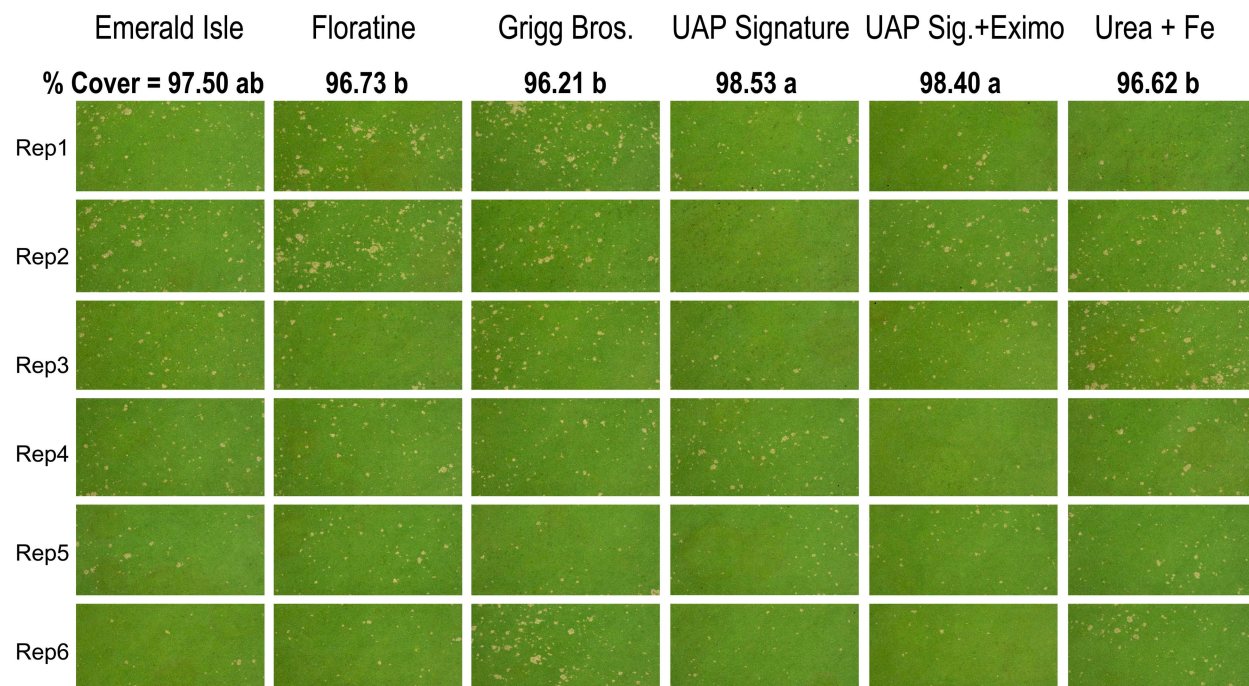 Emerald Isle Floratine Grigg Bros. UAP Signature UAP Sig.+Eximo Urea + Fe
% Cover = 97.50 ab 96.73 b 96.21 b 98.53 a 98.40 a 96.62 b
Rep1
Rep2
Rep3
Rep4
Rep5
Rep6